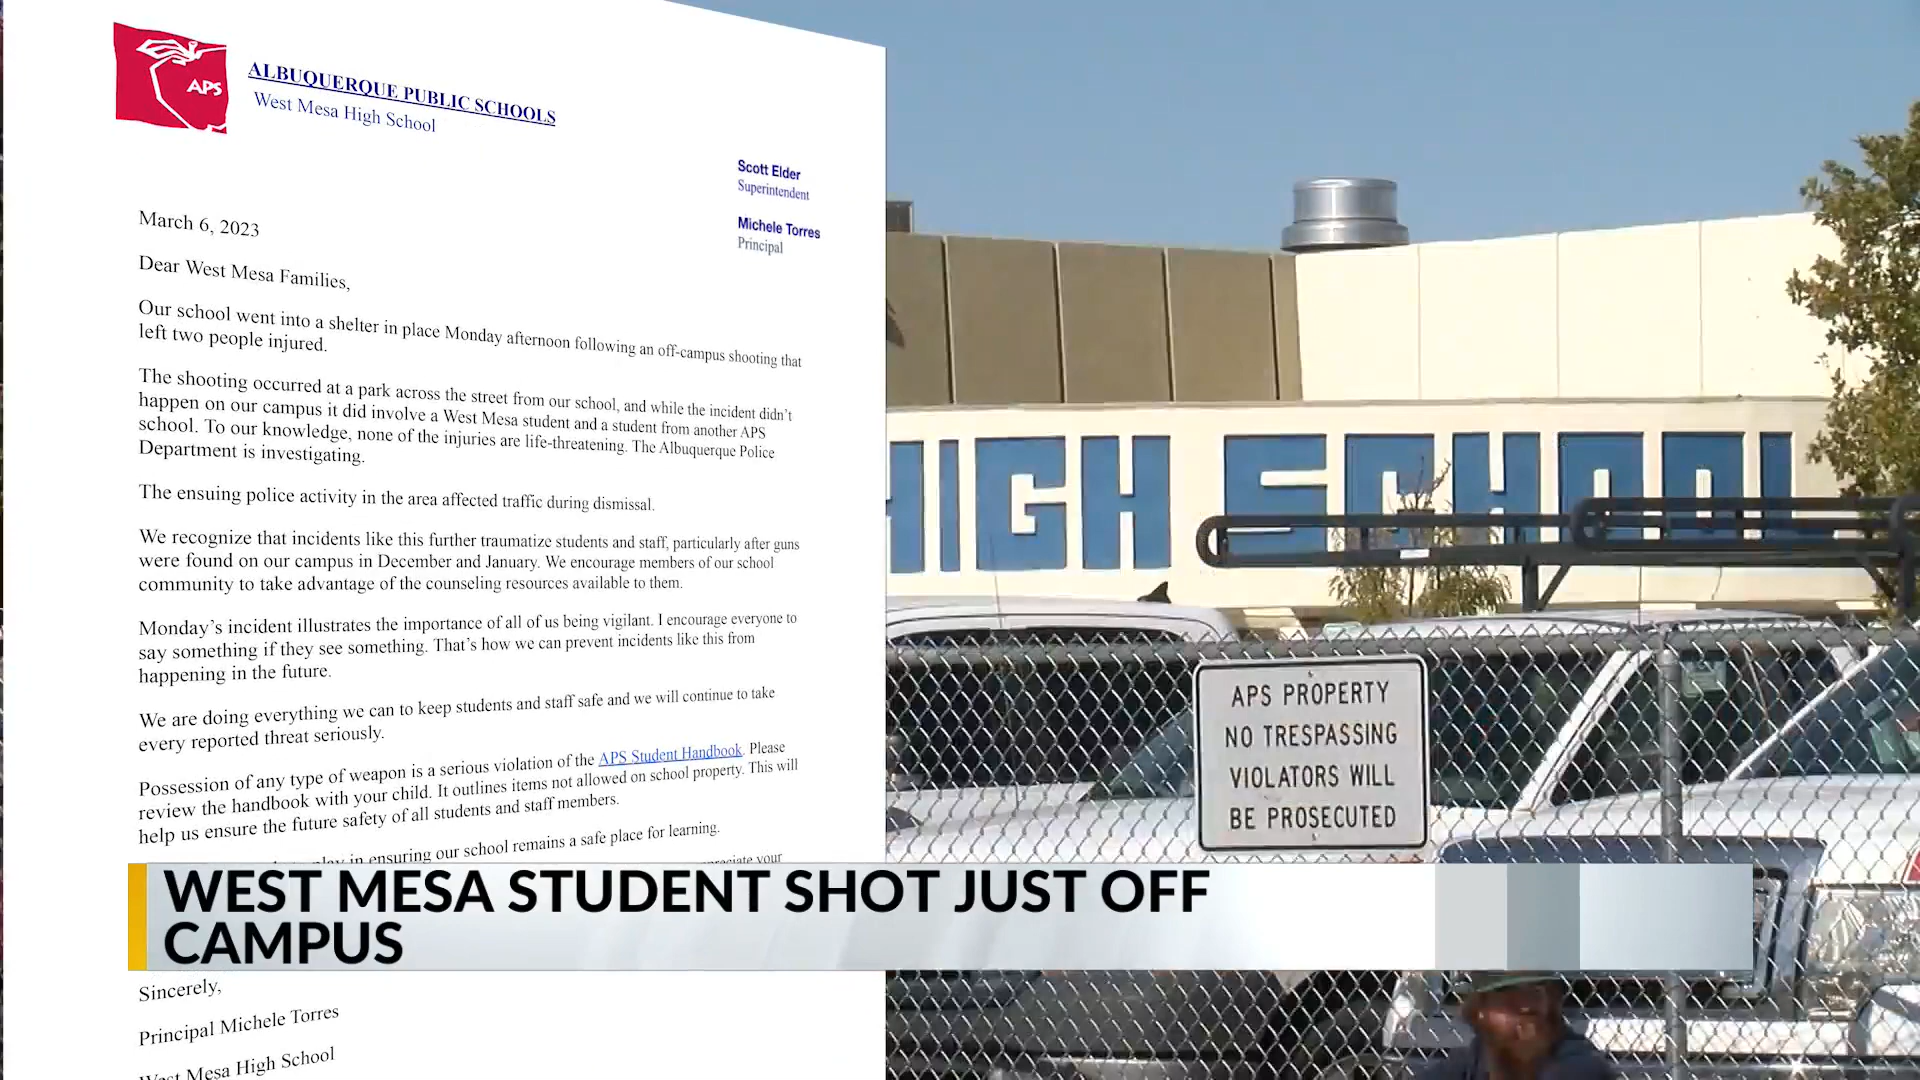 APS
ALBUQUERQUE PUBLIC SCHOOLS
West Mesa High School
Scott Elder
Superintendent
Michele Torres
Principal
March 6, 2023
Dear West Mesa Families,
Our school went into a shelter in place Monday afternoon following an off-campus shooting that
left two people injured.
The shooting occurred at a park across the street from our school, and while the incident didn't
happen on our campus it did involve a West Mesa student and a student from another APS
school. To our knowledge, none of the injuries are life-threatening. The Albuquerque Police
Department is investigating.
The ensuing police activity in the area affected traffic during dismissal.
We recognize that incidents like this further traumatize students and staff, particularly after guns
were found on our campus in December and January. We encourage members of our school
community to take advantage of the counseling resources available to them.
Monday's incident illustrates the importance of all of us being vigilant. I encourage everyone to
say something if they see something. That's how we can prevent incidents like this from
happening in the future.
We are doing everything we can to keep students and staff safe and we will continue to take
every reported threat seriously.
Possession of any type of weapon is a serious violation of the APS Student Handbook. Please
review the handbook with your child. It outlines items not allowed on school property. This will
help us ensure the future safety of all students and staff members.
in ensuring our school remains a safe place for learning.
your
Sincerely,
Principal Michele Torres
West Mesa High School
HIGH SCHOOL
APS PROPERTY
NO TRESPASSING
VIOLATORS WILL
BE PROSECUTED
WEST MESA STUDENT SHOT JUST OFF
CAMPUS